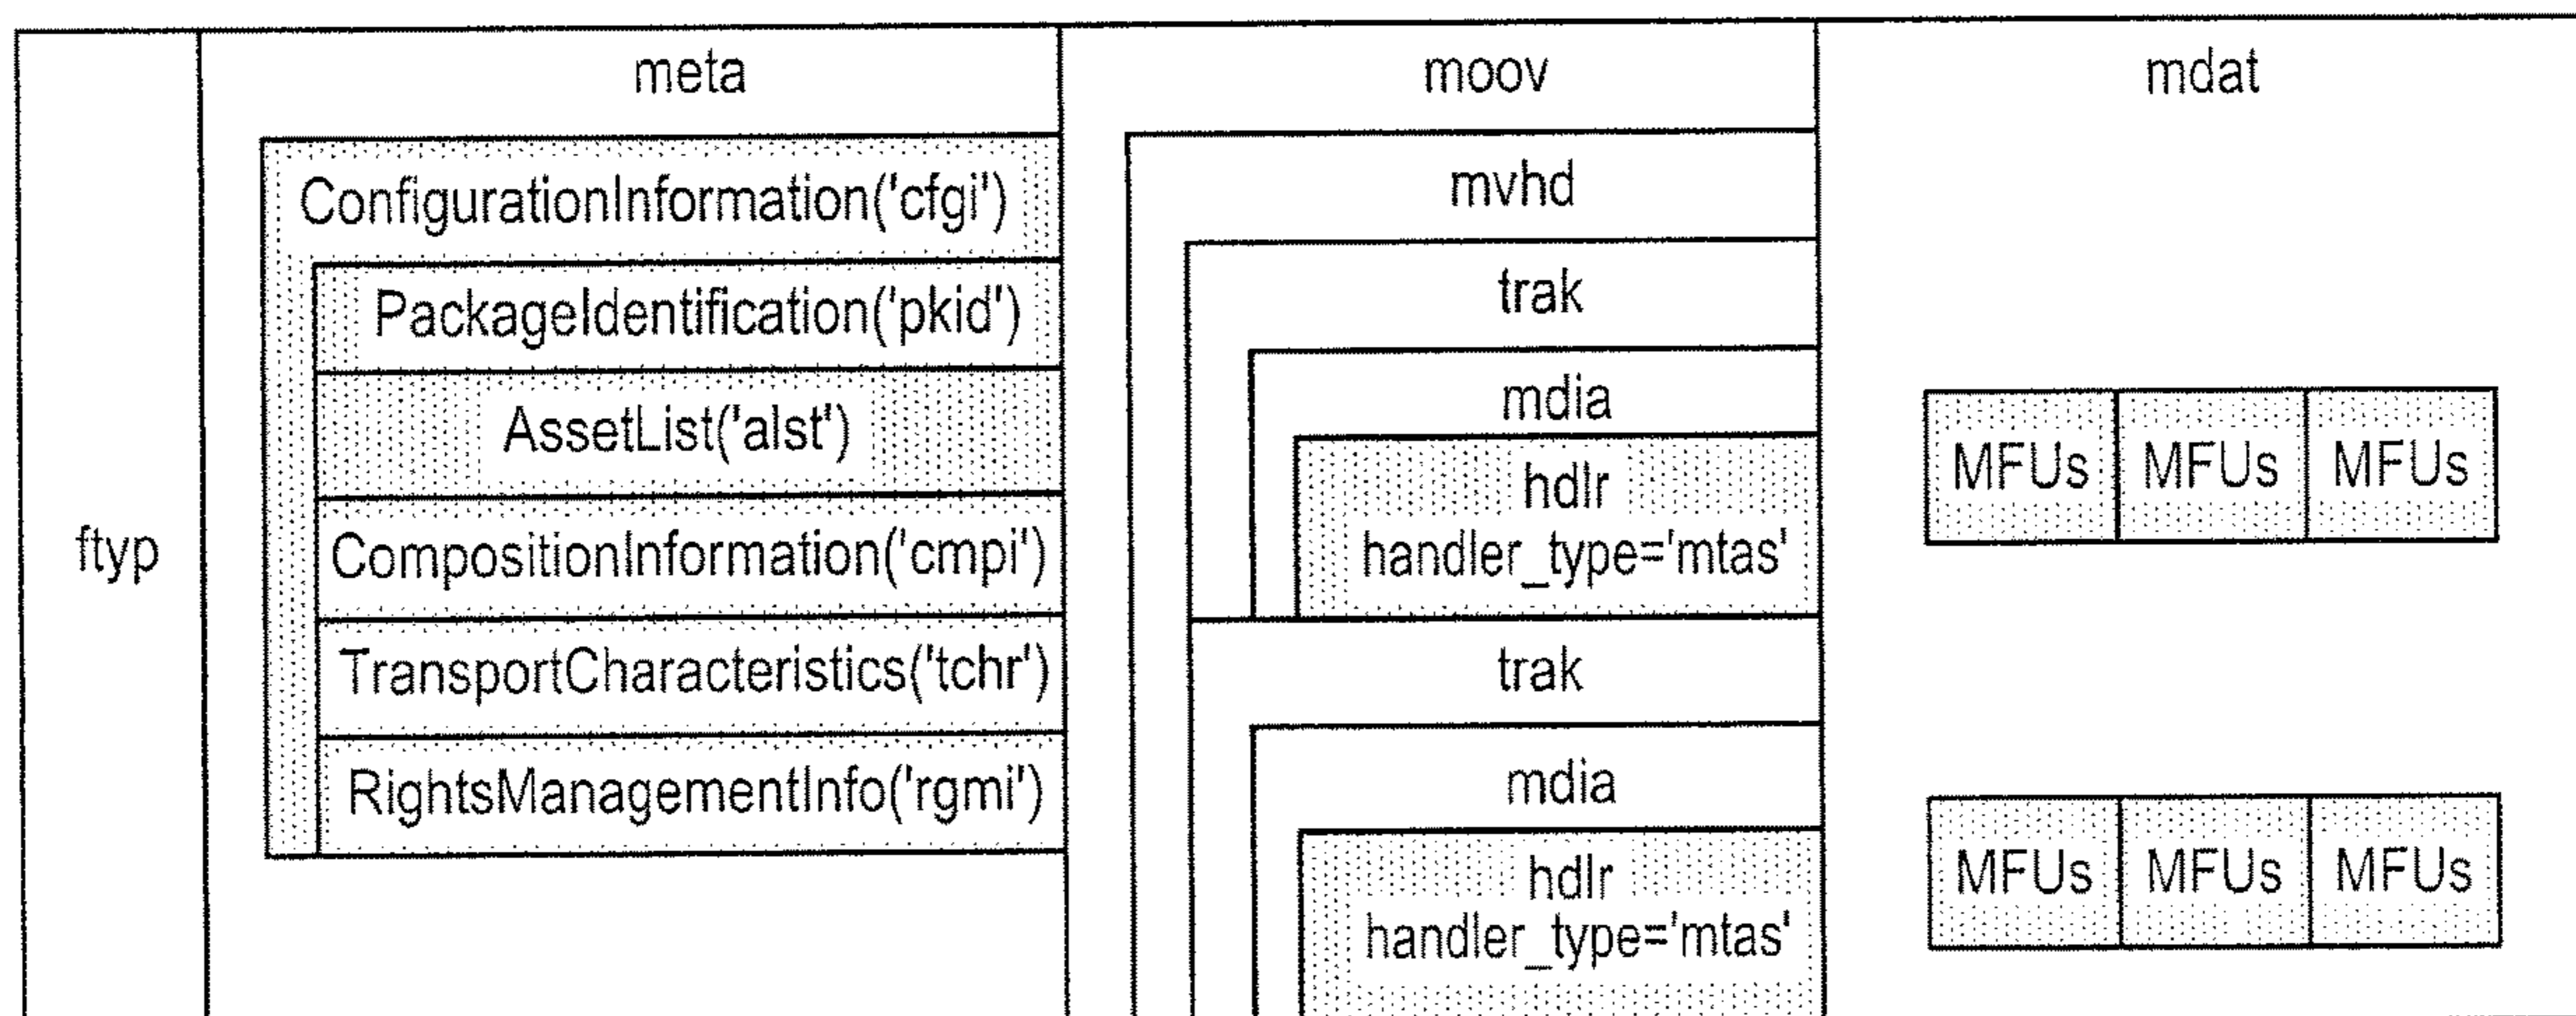 ftyp
meta
ConfigurationInformation('cfgi')
PackageIdentification('pkid')
AssetList('alst')
CompositionInformation('cmpi')
TransportCharacteristics('tchr')
RightsManagementInfo('rgmi')
moov
mvhd
trak
mdia
hdlr
handler_type='mtas'
trak
mdia
hdlr
handler_type='mtas'
mdat
MFUs MFUs MFUs
MFUs MFUs MFUs